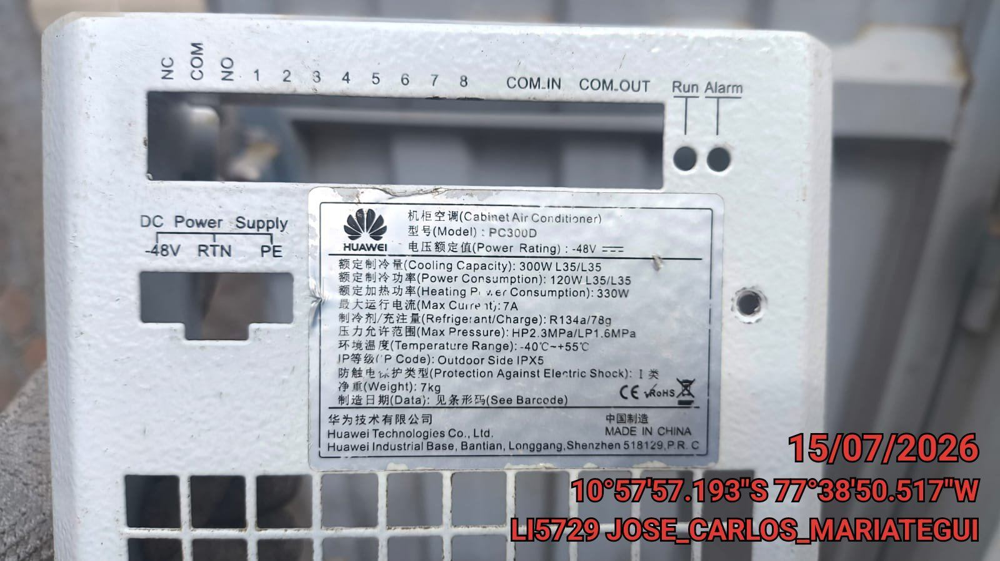 NC COM NO 1 2 3 4 5 6 7 8 COM_IN COM_OUT Run Alarm
DC Power Supply
-48V RTN PE
HUAWEI
机柜空调(Cabinet Air Conditioner)
型号(Model) : PC300D
电压额定值(Power Rating) : -48V
额定制冷量(Cooling Capacity): 300W L35/L35
额定制冷功率(Power Consumption): 120W L35/L35
额定加热功率(Heating Power Consumption): 330W
最大运行电流(Max Current): 7A
制冷剂/充注量(Refrigerant/Charge): R134a/78g
压力允许范围(Max Pressure): HP2.3MPa/LP1.6MPa
环境温度(Temperature Range): -40℃~+55℃
IP等级(IP Code): Outdoor Side IPX5
防触电保护类型(Protection Against Electric Shock): I 类
净重(Weight): 7kg
制造日期(Data): 见条形码(See Barcode)
CE RoHS
华为技术有限公司
Huawei Technologies Co., Ltd.
Huawei Industrial Base, Bantian, Longgang,Shenzhen 518129,P.R. C
中国制造
MADE IN CHINA
15/07/2026
10°57'57.193"S 77°38'50.517"W
LI5729 JOSE_CARLOS_MARIATEGUI